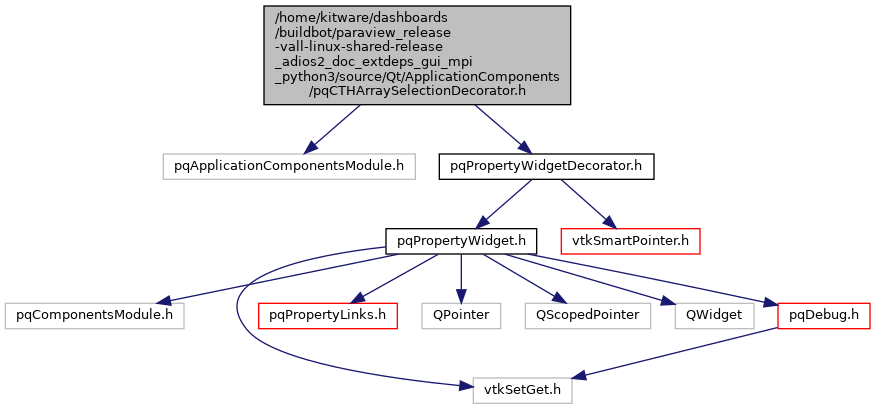 /home/kitware/dashboards
/buildbot/paraview_release
-vall-linux-shared-release
_adios2_doc_extdeps_gui_mpi
_python3/source/Qt/ApplicationComponents
/pqCTHArraySelectionDecorator.h
pqApplicationComponentsModule.h
pqPropertyWidgetDecorator.h
pqPropertyWidget.h
vtkSmartPointer.h
pqComponentsModule.h
pqPropertyLinks.h
QPointer
QScopedPointer
QWidget
pqDebug.h
vtkSetGet.h